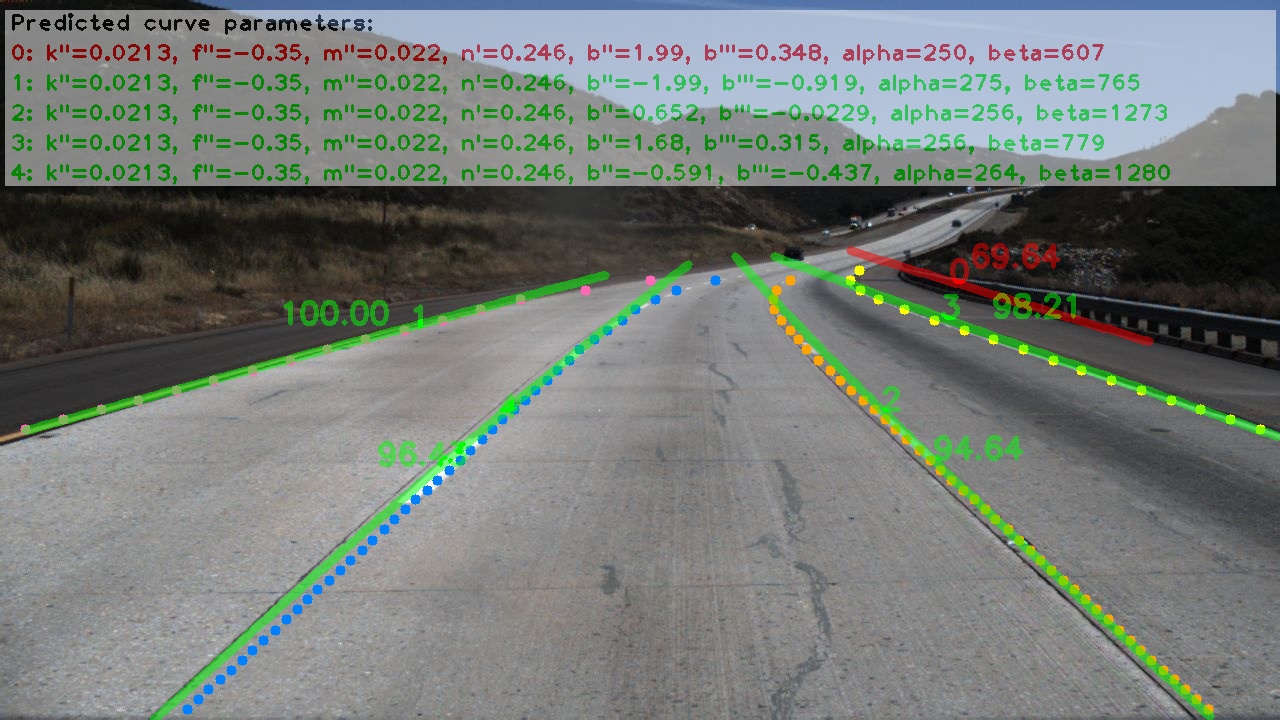 Predicted curve parameters:
0: k''=0.0213, f''=-0.35, m''=0.022, n'=0.246, b''=1.99, b'''=0.348, alpha=250, beta=607
1: k''=0.0213, f''=-0.35, m''=0.022, n'=0.246, b''=-1.99, b'''=-0.919, alpha=275, beta=765
2: k''=0.0213, f''=-0.35, m''=0.022, n'=0.246, b''=0.652, b'''=-0.0229, alpha=256, beta=1273
3: k''=0.0213, f''=-0.35, m''=0.022, n'=0.246, b''=1.68, b'''=0.315, alpha=256, beta=779
4: k''=0.0213, f''=-0.35, m''=0.022, n'=0.246, b''=-0.591, b'''=-0.437, alpha=264, beta=1280
0 69.64
100.00 1
3 98.21
2
94.64